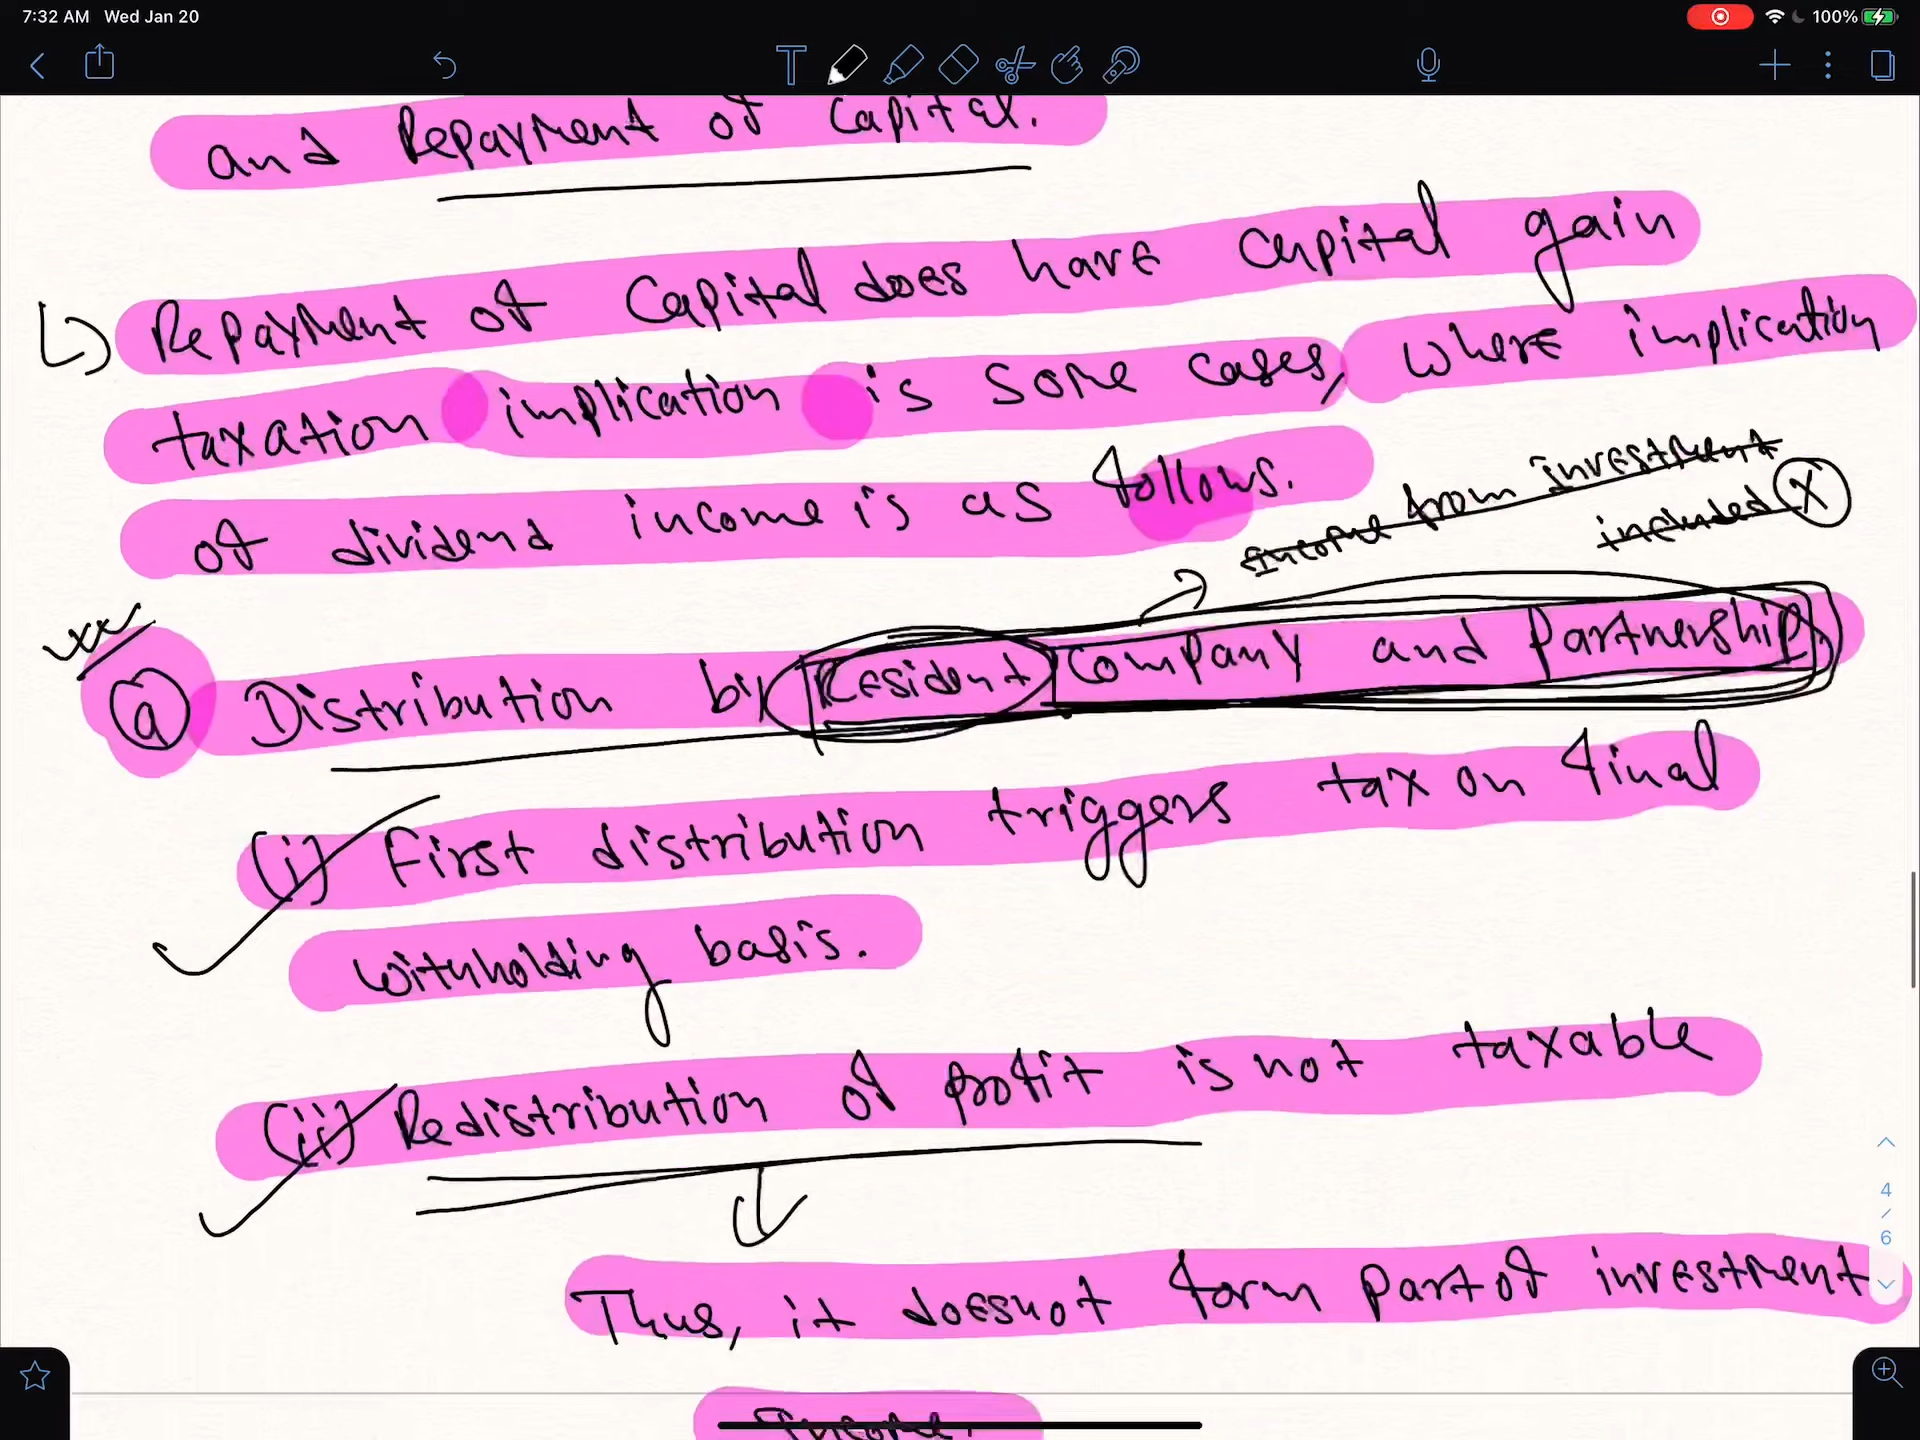 7:32 AM Wed Jan 20
100%
and Repayment of Capital.
Repayment of Capital does have capital gain
taxation implication is some cases, where implication
of dividend income is as follows.
income from investment
included X
a Distribution by Resident Company and Partnership
(i) First distribution triggers tax on final
withholding basis.
(ii) Redistribution of profit is not taxable
4
/
6
Thus, it does not form part of investment
income.